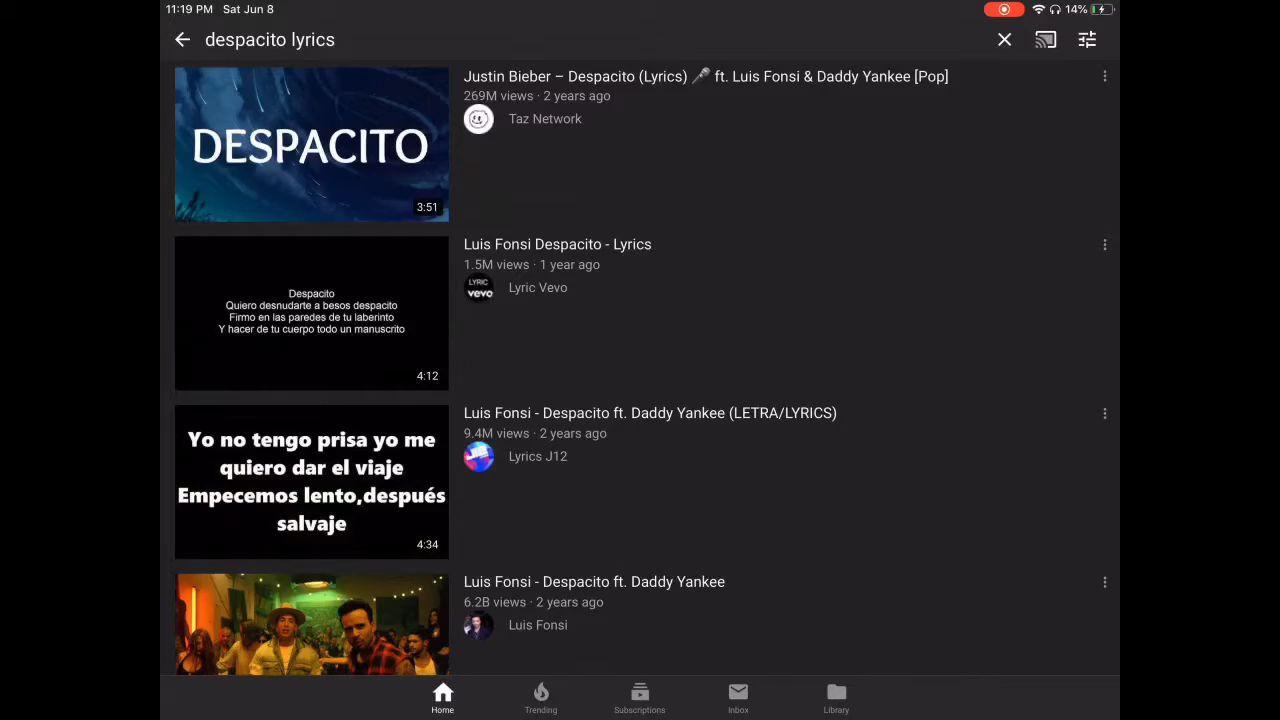 11:19 PM Sat Jun 8
14%
despacito lyrics
DESPACITO
3:51
Justin Bieber – Despacito (Lyrics) 🎤 ft. Luis Fonsi & Daddy Yankee [Pop]
269M views · 2 years ago
Taz Network
Despacito
Quiero desnudarte a besos despacito
Firmo en las paredes de tu laberinto
Y hacer de tu cuerpo todo un manuscrito
4:12
Luis Fonsi Despacito - Lyrics
1.5M views · 1 year ago
LYRIC
vevo
Lyric Vevo
Yo no tengo prisa yo me
quiero dar el viaje
Empecemos lento,después
salvaje
4:34
Luis Fonsi - Despacito ft. Daddy Yankee (LETRA/LYRICS)
9.4M views · 2 years ago
Lyrics J12
Luis Fonsi - Despacito ft. Daddy Yankee
6.2B views · 2 years ago
Luis Fonsi
Home
Trending
Subscriptions
Inbox
Library